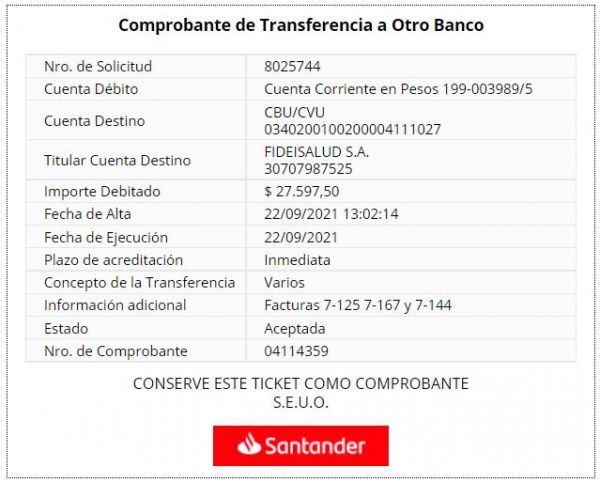 Comprobante de Transferencia a Otro Banco
Nro. de Solicitud 8025744
Cuenta Débito Cuenta Corriente en Pesos 199-003989/5
Cuenta Destino CBU/CVU
0340200100200004111027
Titular Cuenta Destino FIDEISALUD S.A.
30707987525
Importe Debitado $ 27.597,50
Fecha de Alta 22/09/2021 13:02:14
Fecha de Ejecución 22/09/2021
Plazo de acreditación Inmediata
Concepto de la Transferencia Varios
Información adicional Facturas 7-125 7-167 y 7-144
Estado Aceptada
Nro. de Comprobante 04114359
CONSERVE ESTE TICKET COMO COMPROBANTE
S.E.U.O.
Santander